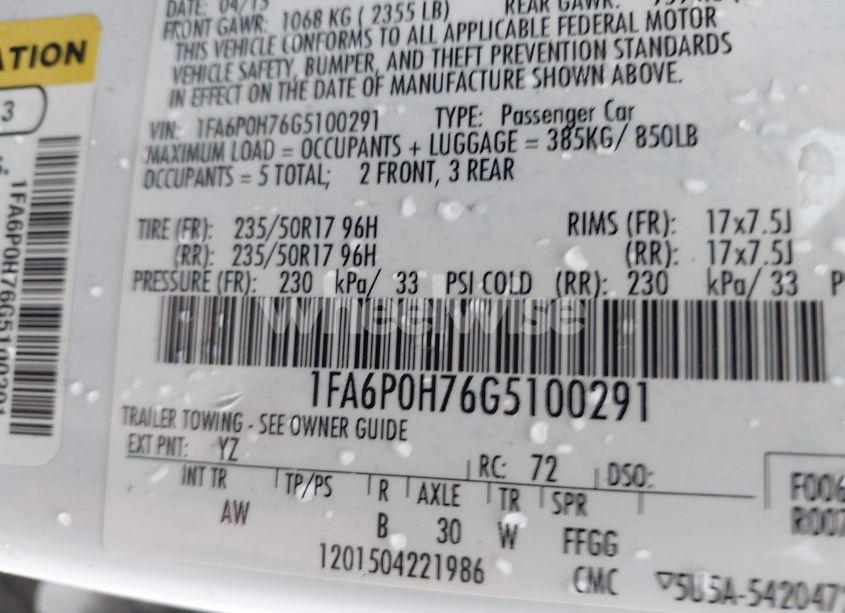 DATE: 04/15 REAR GAWR:
FRONT GAWR: 1068 KG ( 2355 LB)
THIS VEHICLE CONFORMS TO ALL APPLICABLE FEDERAL MOTOR
VEHICLE SAFETY, BUMPER, AND THEFT PREVENTION STANDARDS
IN EFFECT ON THE DATE OF MANUFACTURE SHOWN ABOVE.
VIN: 1FA6P0H76G5100291 TYPE: Passenger Car
MAXIMUM LOAD = OCCUPANTS + LUGGAGE = 385KG/ 850LB
OCCUPANTS = 5 TOTAL; 2 FRONT, 3 REAR
TIRE (FR): 235/50R17 96H RIMS (FR): 17x7.5J
(RR): 235/50R17 96H (RR): 17x7.5J
PRESSURE (FR): 230 kPa/ 33 PSI COLD (RR): 230 kPa/ 33 P
wheelwise
1FA6P0H76G5100291
TRAILER TOWING - SEE OWNER GUIDE
EXT PNT: YZ RC: 72 DSO:
INT TR TP/PS R AXLE TR SPR
AW B 30 W FFGG
1201504221986 CMC
5U5A-542047
F006
R007
ATION
3
1FA6P0H76G5100291